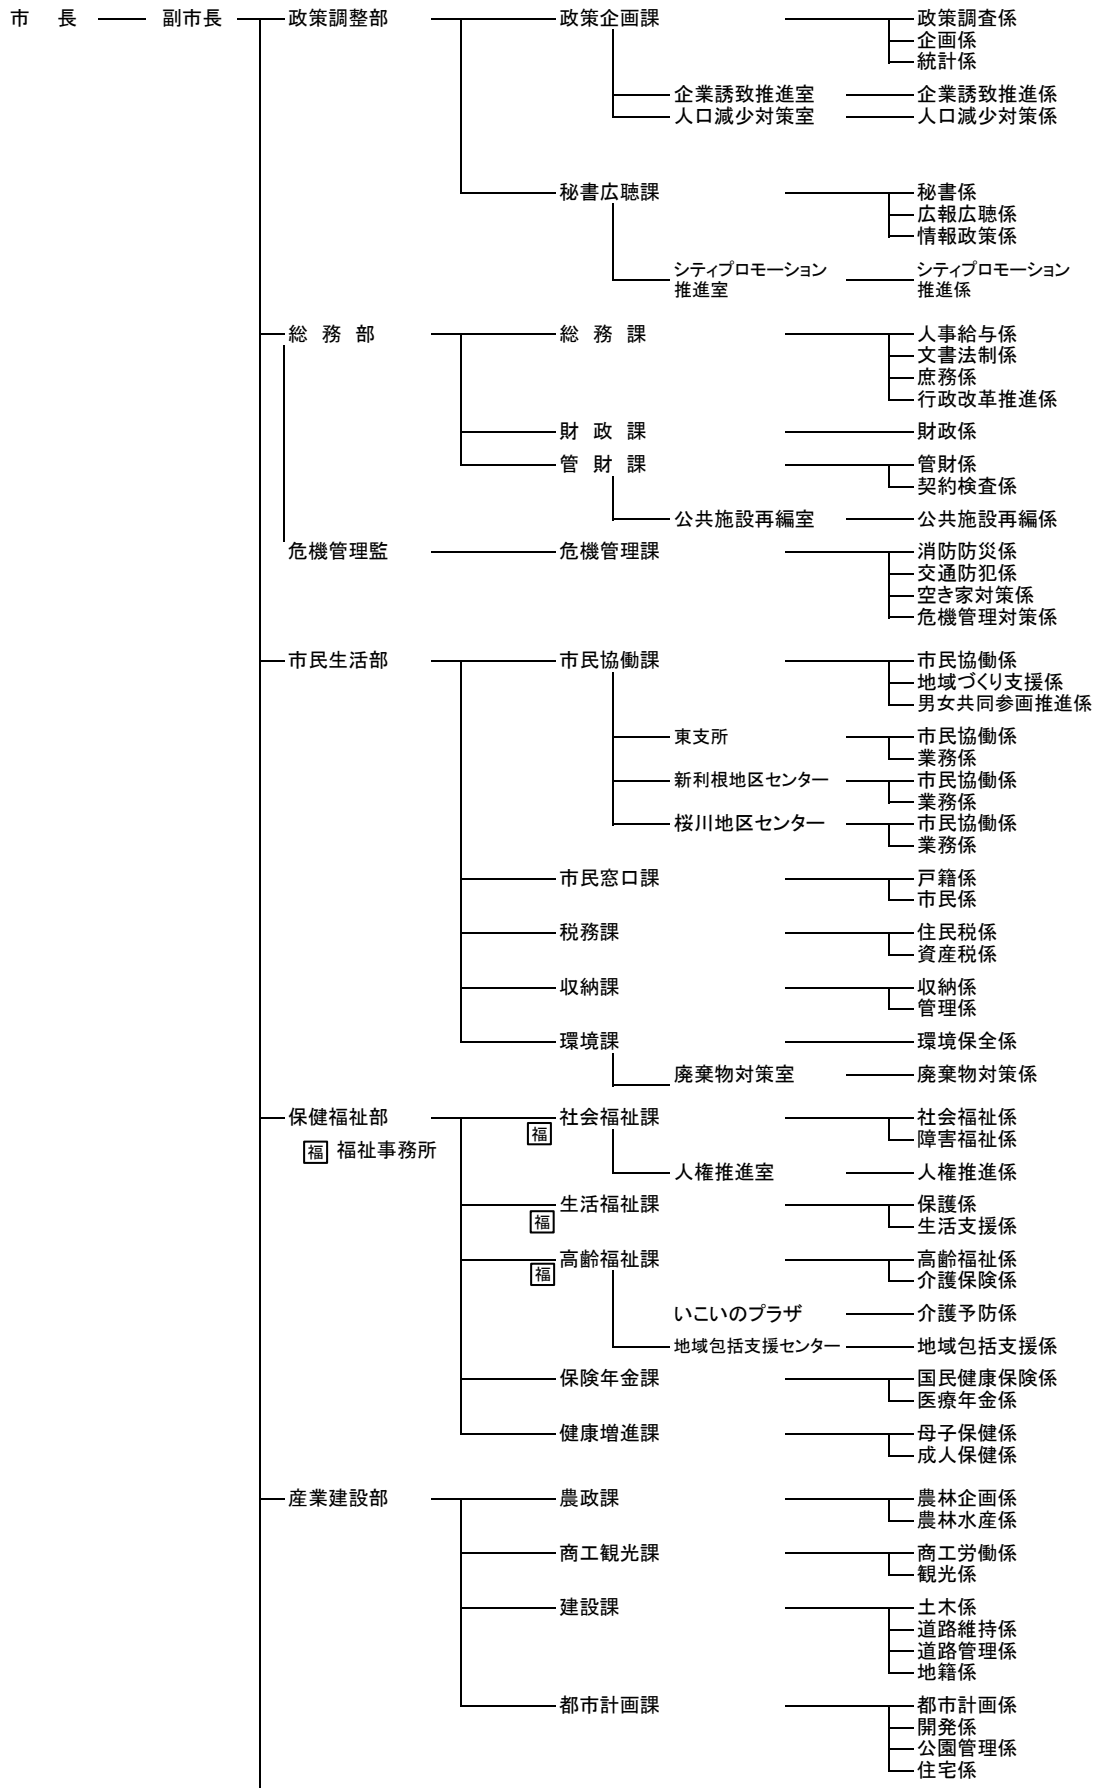 市　長 副市長 政策調整部 政策企画課 政策調査係
企画係
統計係
企業誘致推進室 企業誘致推進係
人口減少対策室 人口減少対策係
秘書広聴課 秘書係
広報広聴係
情報政策係
シティプロモーション推進室 シティプロモーション推進係
総務部 総務課 人事給与係
文書法制係
庶務係
行政改革推進係
財政課 財政係
管財課 管財係
契約検査係
公共施設再編室 公共施設再編係
危機管理監 危機管理課 消防防災係
交通防犯係
空き家対策係
危機管理対策係
市民生活部 市民協働課 市民協働係
地域づくり支援係
男女共同参画推進係
東支所 市民協働係
業務係
新利根地区センター 市民協働係
業務係
桜川地区センター 市民協働係
業務係
市民窓口課 戸籍係
市民係
税務課 住民税係
資産税係
収納課 収納係
管理係
環境課 環境保全係
廃棄物対策室 廃棄物対策係
保健福祉部 社会福祉課 社会福祉係
福 福祉事務所 福 障害福祉係
人権推進室 人権推進係
生活福祉課 保護係
福 生活支援係
高齢福祉課 高齢福祉係
福 介護保険係
いこいのプラザ 介護予防係
地域包括支援センター 地域包括支援係
保険年金課 国民健康保険係
医療年金係
健康増進課 母子保健係
成人保健係
産業建設部 農政課 農林企画係
農林水産係
商工観光課 商工労働係
観光係
建設課 土木係
道路維持係
道路管理係
地籍係
都市計画課 都市計画係
開発係
公園管理係
住宅係